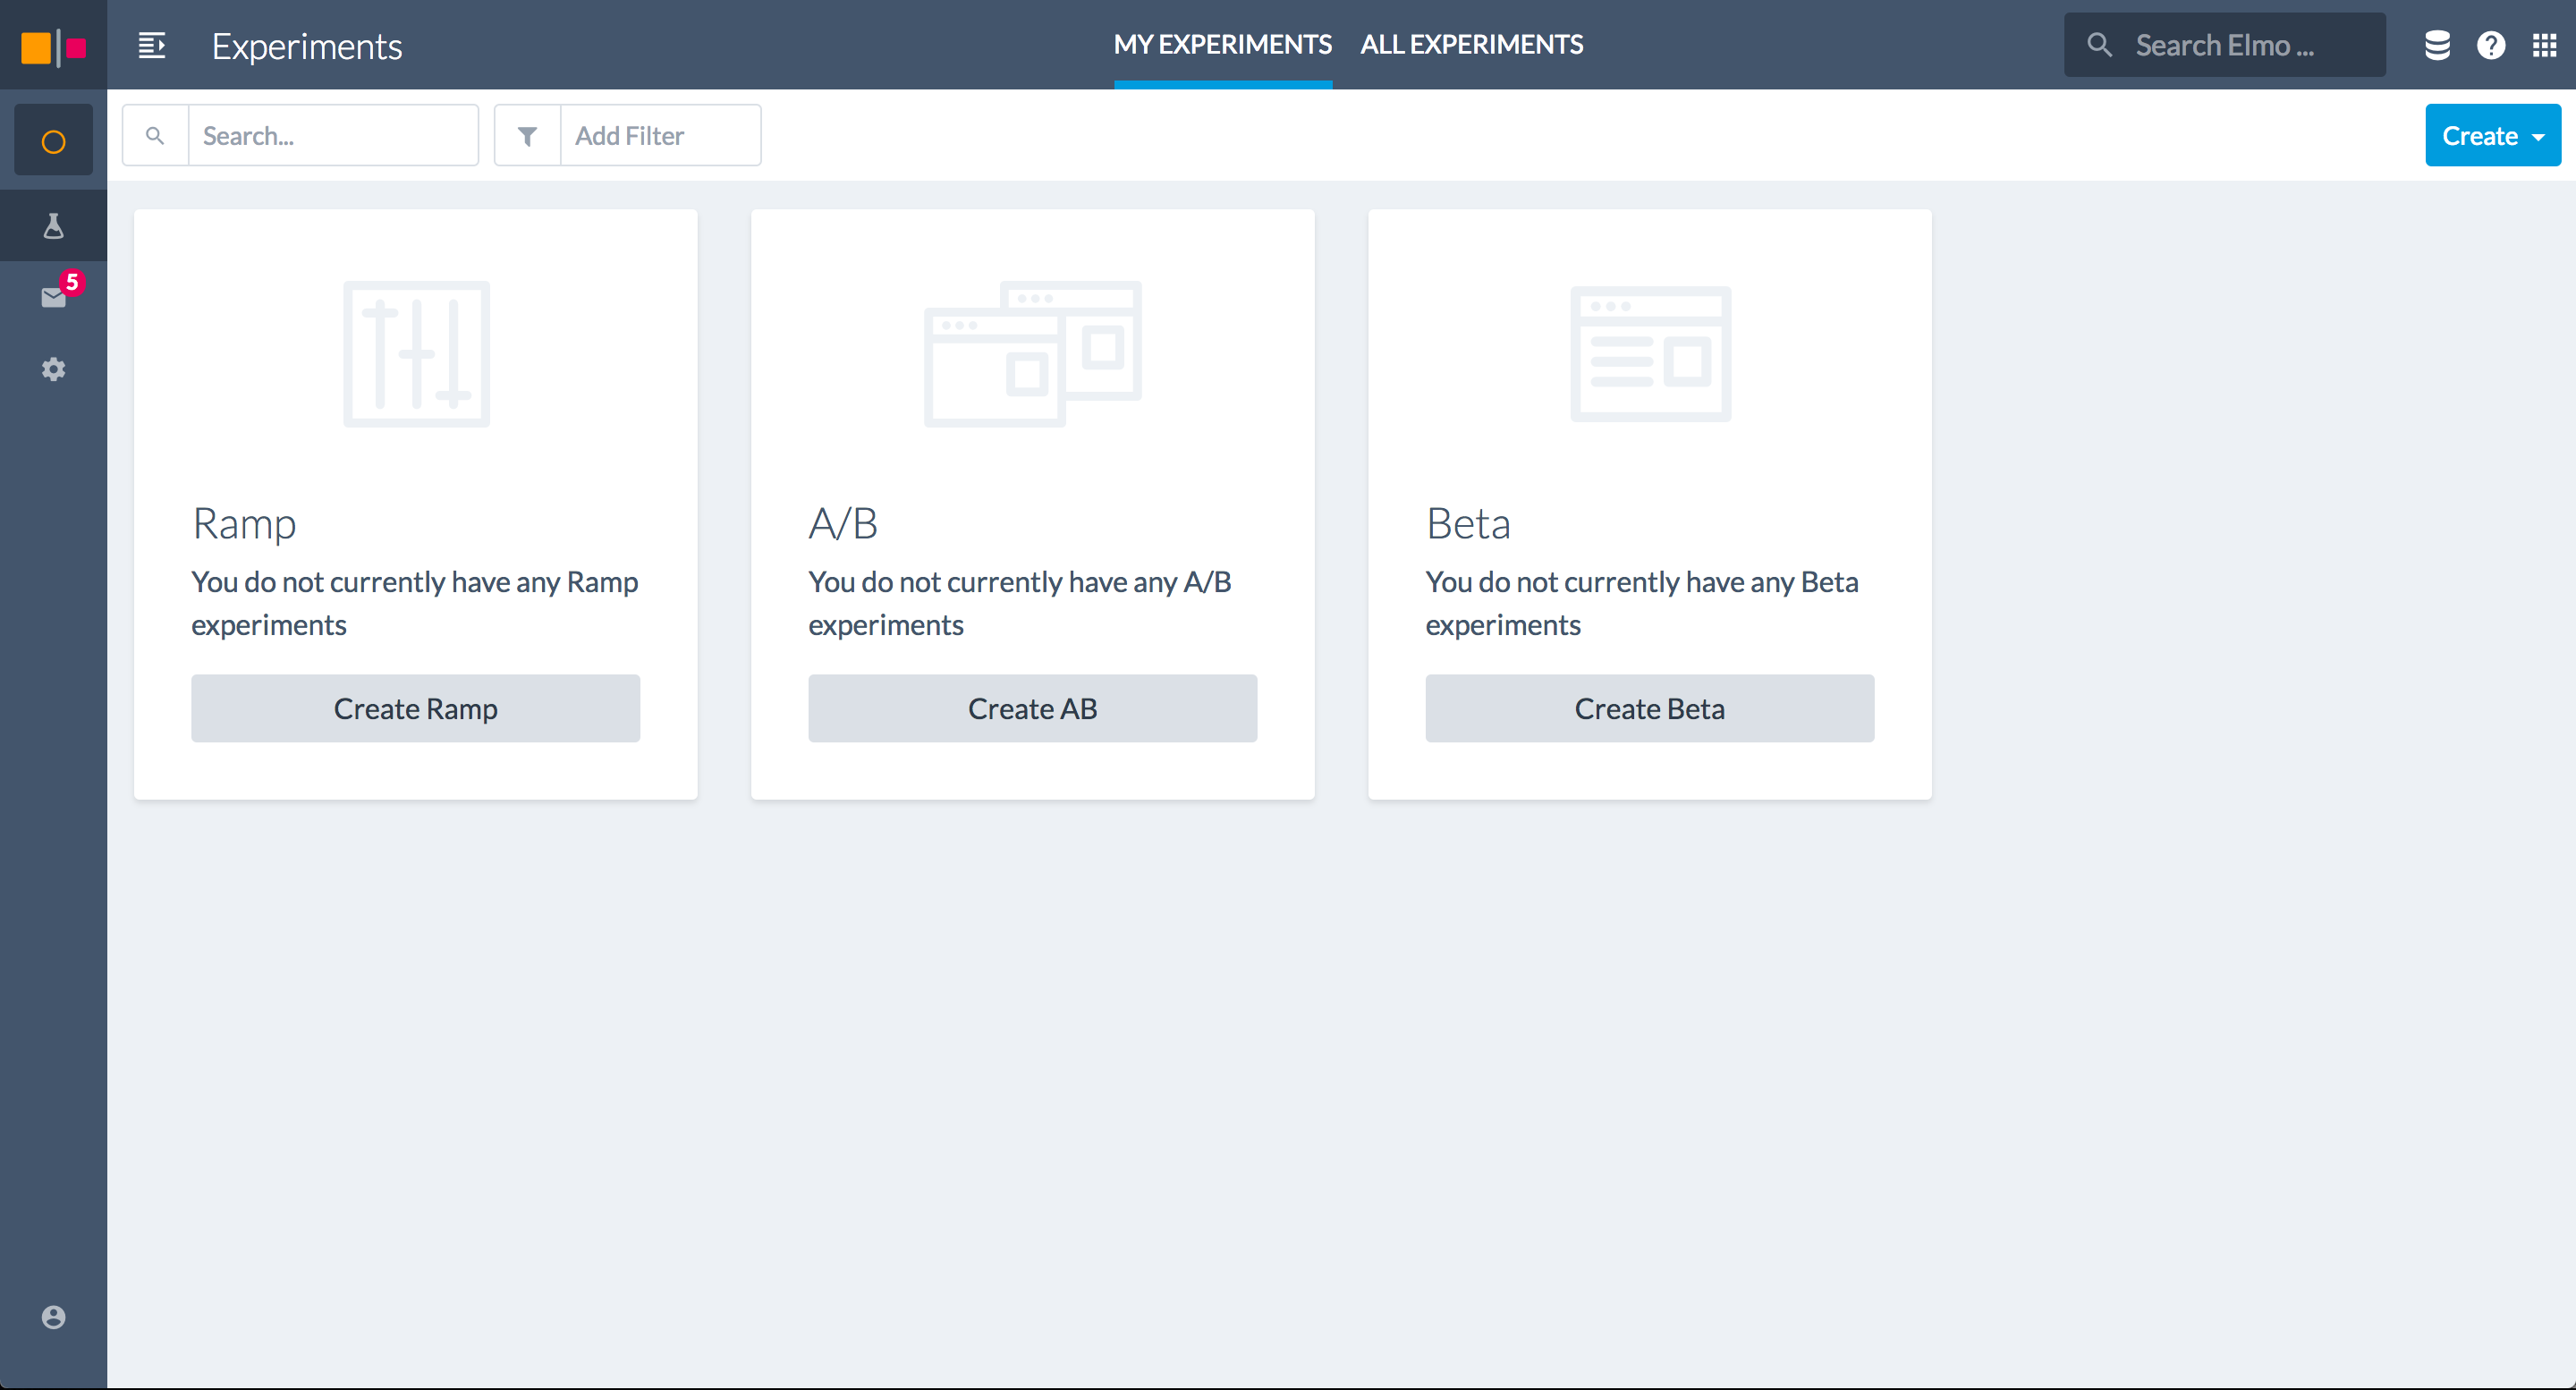 Experiments
MY EXPERIMENTS
ALL EXPERIMENTS
Search Elmo ...
Search...
Add Filter
Create
5
Ramp
You do not currently have any Ramp
experiments
Create Ramp
A/B
You do not currently have any A/B
experiments
Create AB
Beta
You do not currently have any Beta
experiments
Create Beta